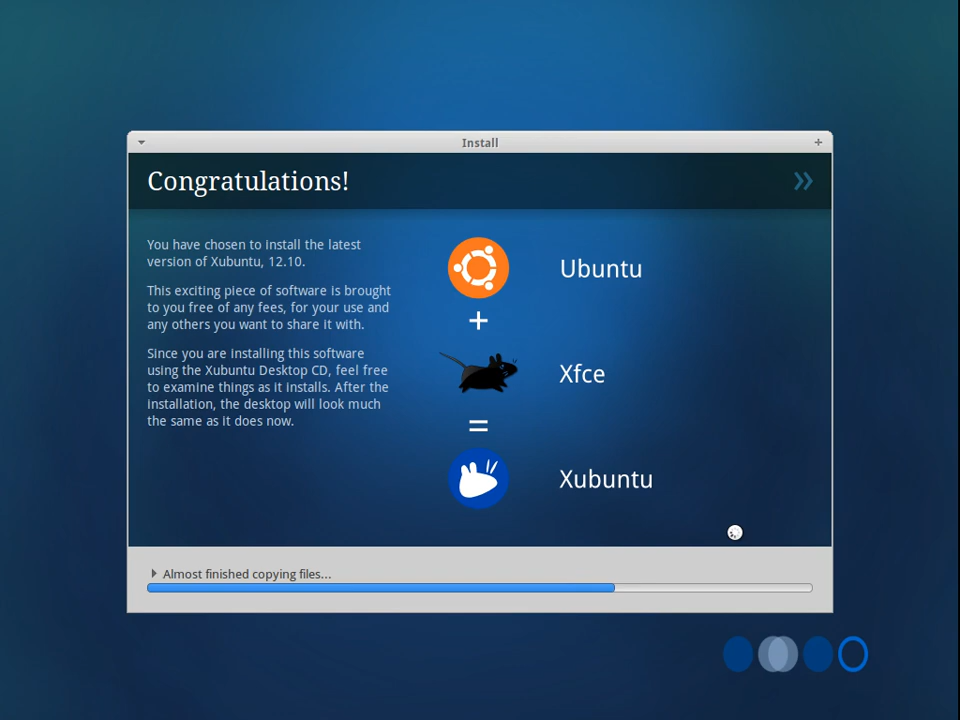 Install
Congratulations!
You have chosen to install the latest
version of Xubuntu, 12.10.
This exciting piece of software is brought
to you free of any fees, for your use and
any others you want to share it with.
Since you are installing this software
using the Xubuntu Desktop CD, feel free
to examine things as it installs. After the
installation, the desktop will look much
the same as it does now.
Ubuntu
+
Xfce
=
Xubuntu
Almost finished copying files...